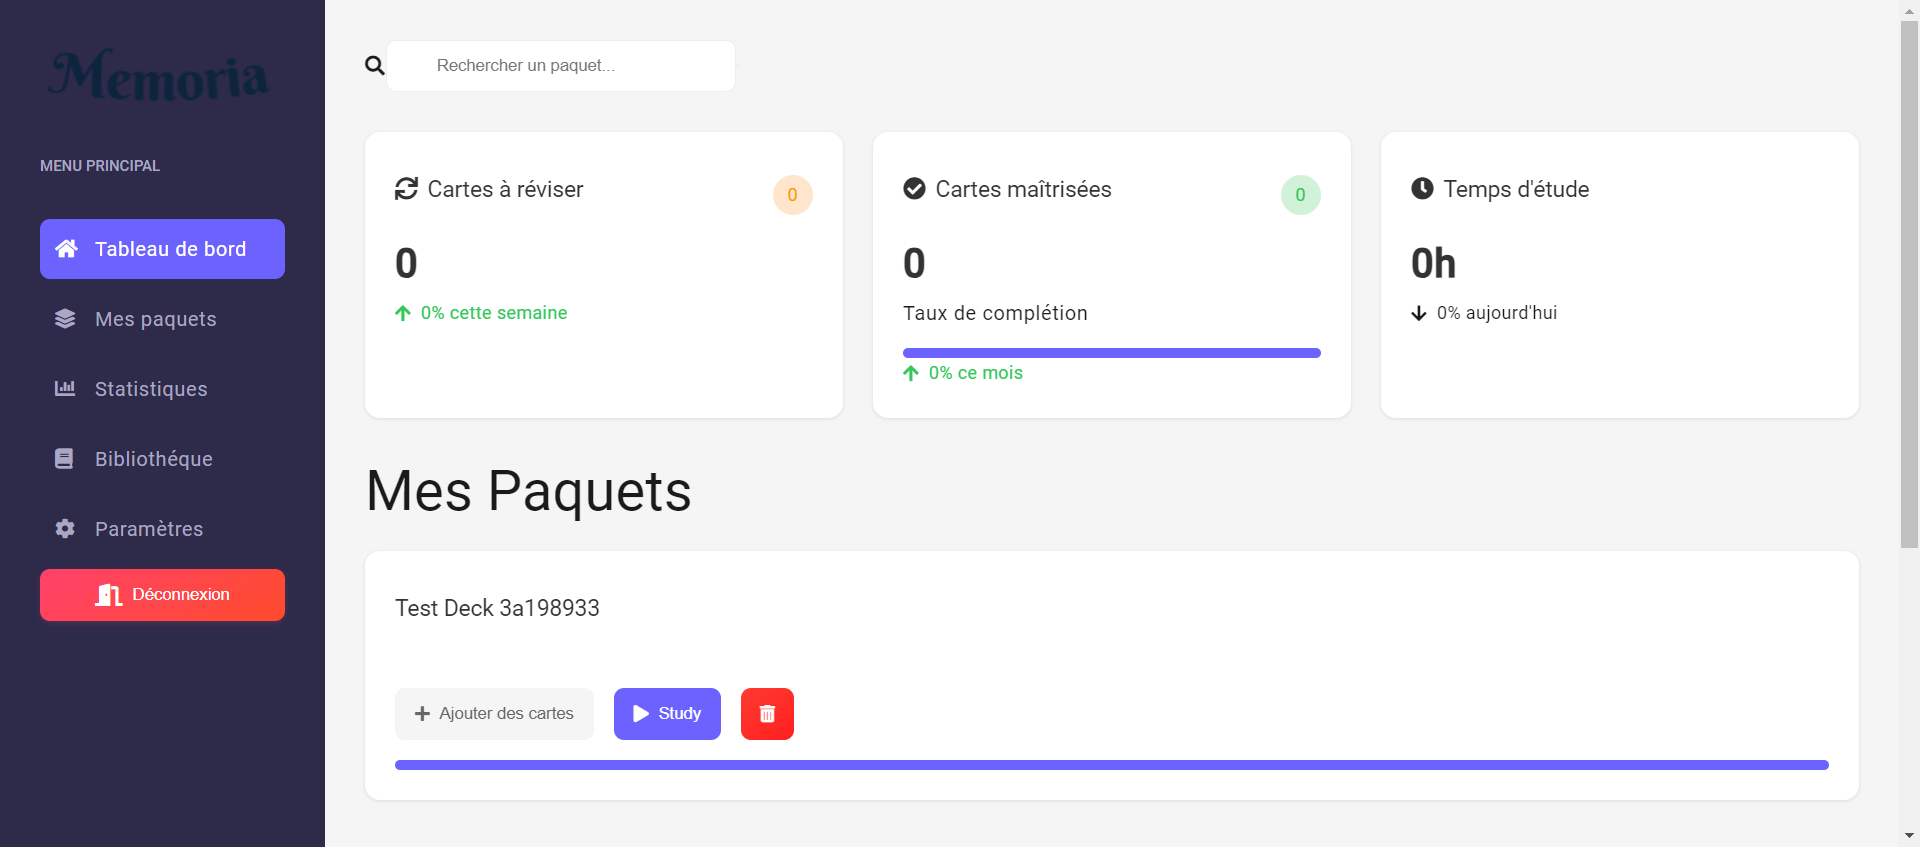 Memoria
MENU PRINCIPAL
Tableau de bord
Mes paquets
Statistiques
Bibliothéque
Paramètres
Déconnexion
Rechercher un paquet...
Cartes à réviser
0
0
0% cette semaine
Cartes maîtrisées
0
0
Taux de complétion
0% ce mois
Temps d'étude
0h
0% aujourd'hui
Mes Paquets
Test Deck 3a198933
Ajouter des cartes
Study